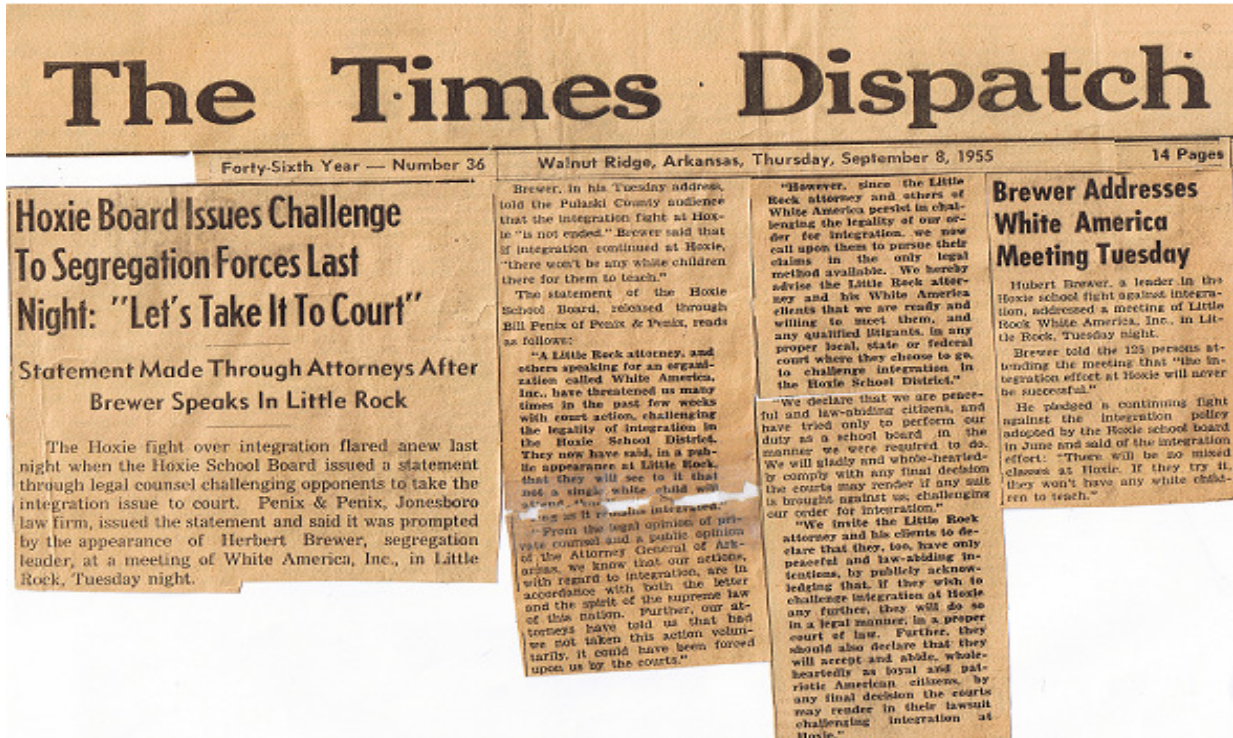 The Times Dispatch
Forty-Sixth Year — Number 36
Walnut Ridge, Arkansas, Thursday, September 8, 1955
14 Pages
Hoxie Board Issues Challenge
To Segregation Forces Last
Night: "Let's Take It To Court"
Statement Made Through Attorneys After
Brewer Speaks In Little Rock
The Hoxie fight over integration flared anew last
night when the Hoxie School Board issued a statement
through legal counsel challenging opponents to take the
integration issue to court. Penix & Penix, Jonesboro
law firm, issued the statement and said it was prompted
by the appearance of Herbert Brewer, segregation
leader, at a meeting of White America, Inc., in Little
Rock, Tuesday night.
Brewer, in his Tuesday address,
told the Pulaski County audience
that the integration fight at Hox-
ie "is not ended." Brewer said that
if integration continued at Hoxie,
"there won't be any white children
there for them to teach."
The statement of the Hoxie
School Board, released through
Bill Penix of Penix & Penix, reads
as follows:
"A Little Rock attorney, and
others speaking for an organi-
zation called White America,
Inc., have threatened us many
times in the past few weeks
with court action, challenging
the legality of integration in
the Hoxie School District.
They now have said, in a pub-
lic appearance at Little Rock,
that they will see to it that
not a single white child will
as it remains integrated."
"From the legal opinion of pri-
vate counsel and a public opinion
of the Attorney General of Ark-
ansas, we know that our actions,
with regard to integration, are in
accordance with both the letter
and the spirit of the supreme law
of this nation. Further, our at-
torneys have told us that had
we not taken this action volun-
tarily, it could have been forced
upon us by the courts."
"However, since the Little
Rock attorney and others of
White America persist in chal-
lenging the legality of our or-
der for integration, we now
call upon them to pursue their
claims in the only legal
method available. We hereby
advise the Little Rock attor-
ney and his White America
clients that we are ready and
willing to meet them, and
any qualified litigants, in any
proper local, state or federal
court where they choose to go,
to challenge integration in
the Hoxie School District."
"We declare that we are peace-
ful and law-abiding citizens, and
have tried only to perform our
duty as a school board in the
manner we were required to do.
We will gladly and whole-hearted-
ly comply with any final decision
the courts may render if any suit
is brought against us, challenging
our order for integration."
"We invite the Little Rock
attorney and his clients to de-
clare that they, too, have only
peaceful and law-abiding in-
tentions, by publicly acknow-
ledging that, if they wish to
challenge integration at Hoxie
any further, they will do so
in a legal manner, in a proper
court of law. Further, they
should also declare that they
will accept and abide, whole-
heartedly as loyal and pat-
riotic American citizens, by
any final decision the courts
may render in their lawsuit
challenging integration at
Hoxie."
Brewer Addresses
White America
Meeting Tuesday
Hubert Brewer, a leader in the
Hoxie school fight against integra-
tion, addressed a meeting of Little
Rock White America, Inc., in Lit-
tle Rock, Tuesday night.
Brewer told the 125 persons at-
tending the meeting that "the in-
tegration effort at Hoxie will never
be successful."
He pledged a continuing fight
against the integration policy
adopted by the Hoxie school board
in June and said of the integration
effort: "There will be no mixed
classes at Hoxie. If they try it,
they won't have any white child-
ren to teach."